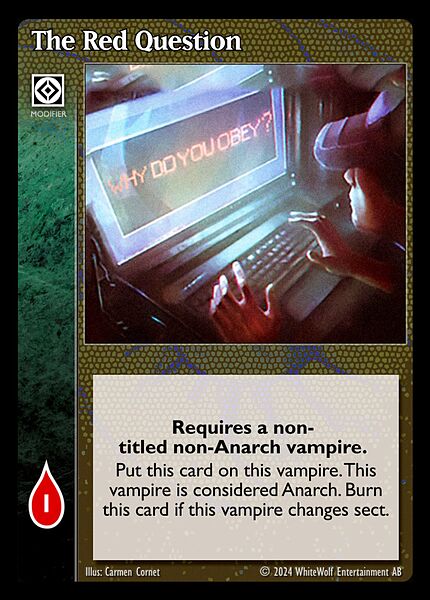 The Red Question
MODIFIER
WHY DO YOU OBEY?
Requires a non-
titled non-Anarch vampire.
Put this card on this vampire. This
vampire is considered Anarch. Burn
this card if this vampire changes sect.
1
Illus: Carmen Cornet
© 2024 WhiteWolf Entertainment AB